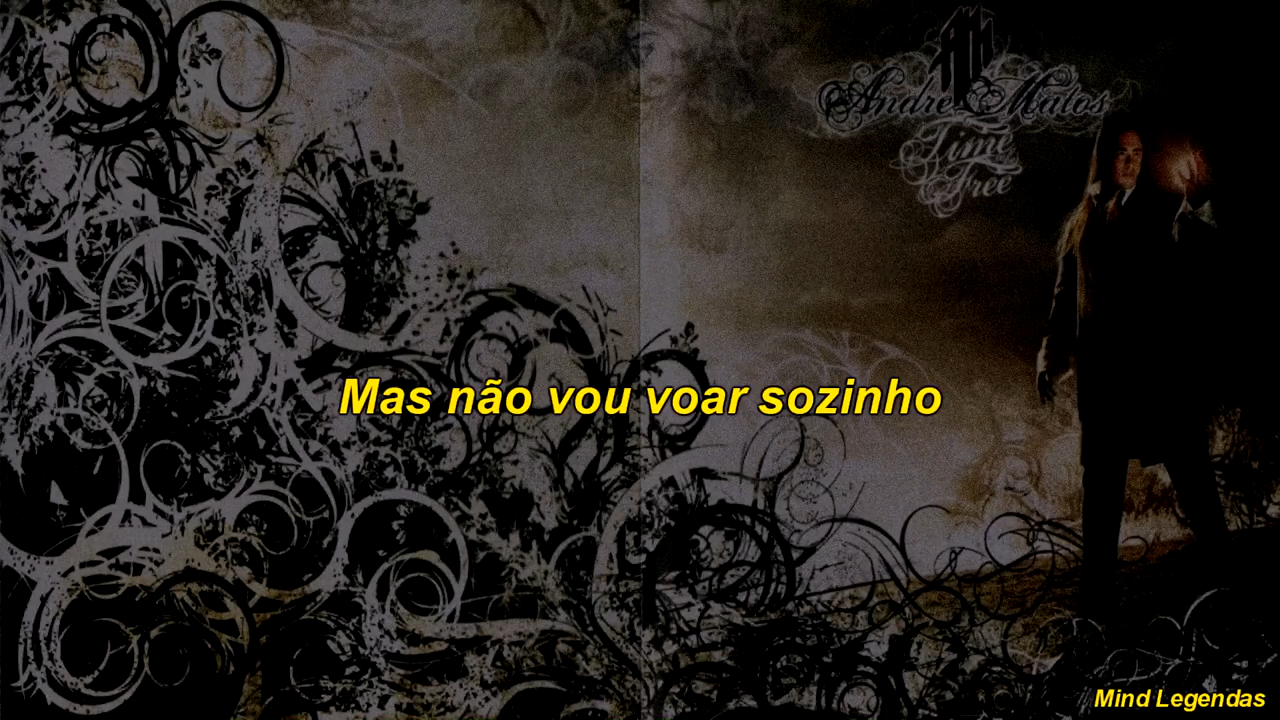 Andre Matos
Time
Free
Mas não vou voar sozinho
Mind Legendas